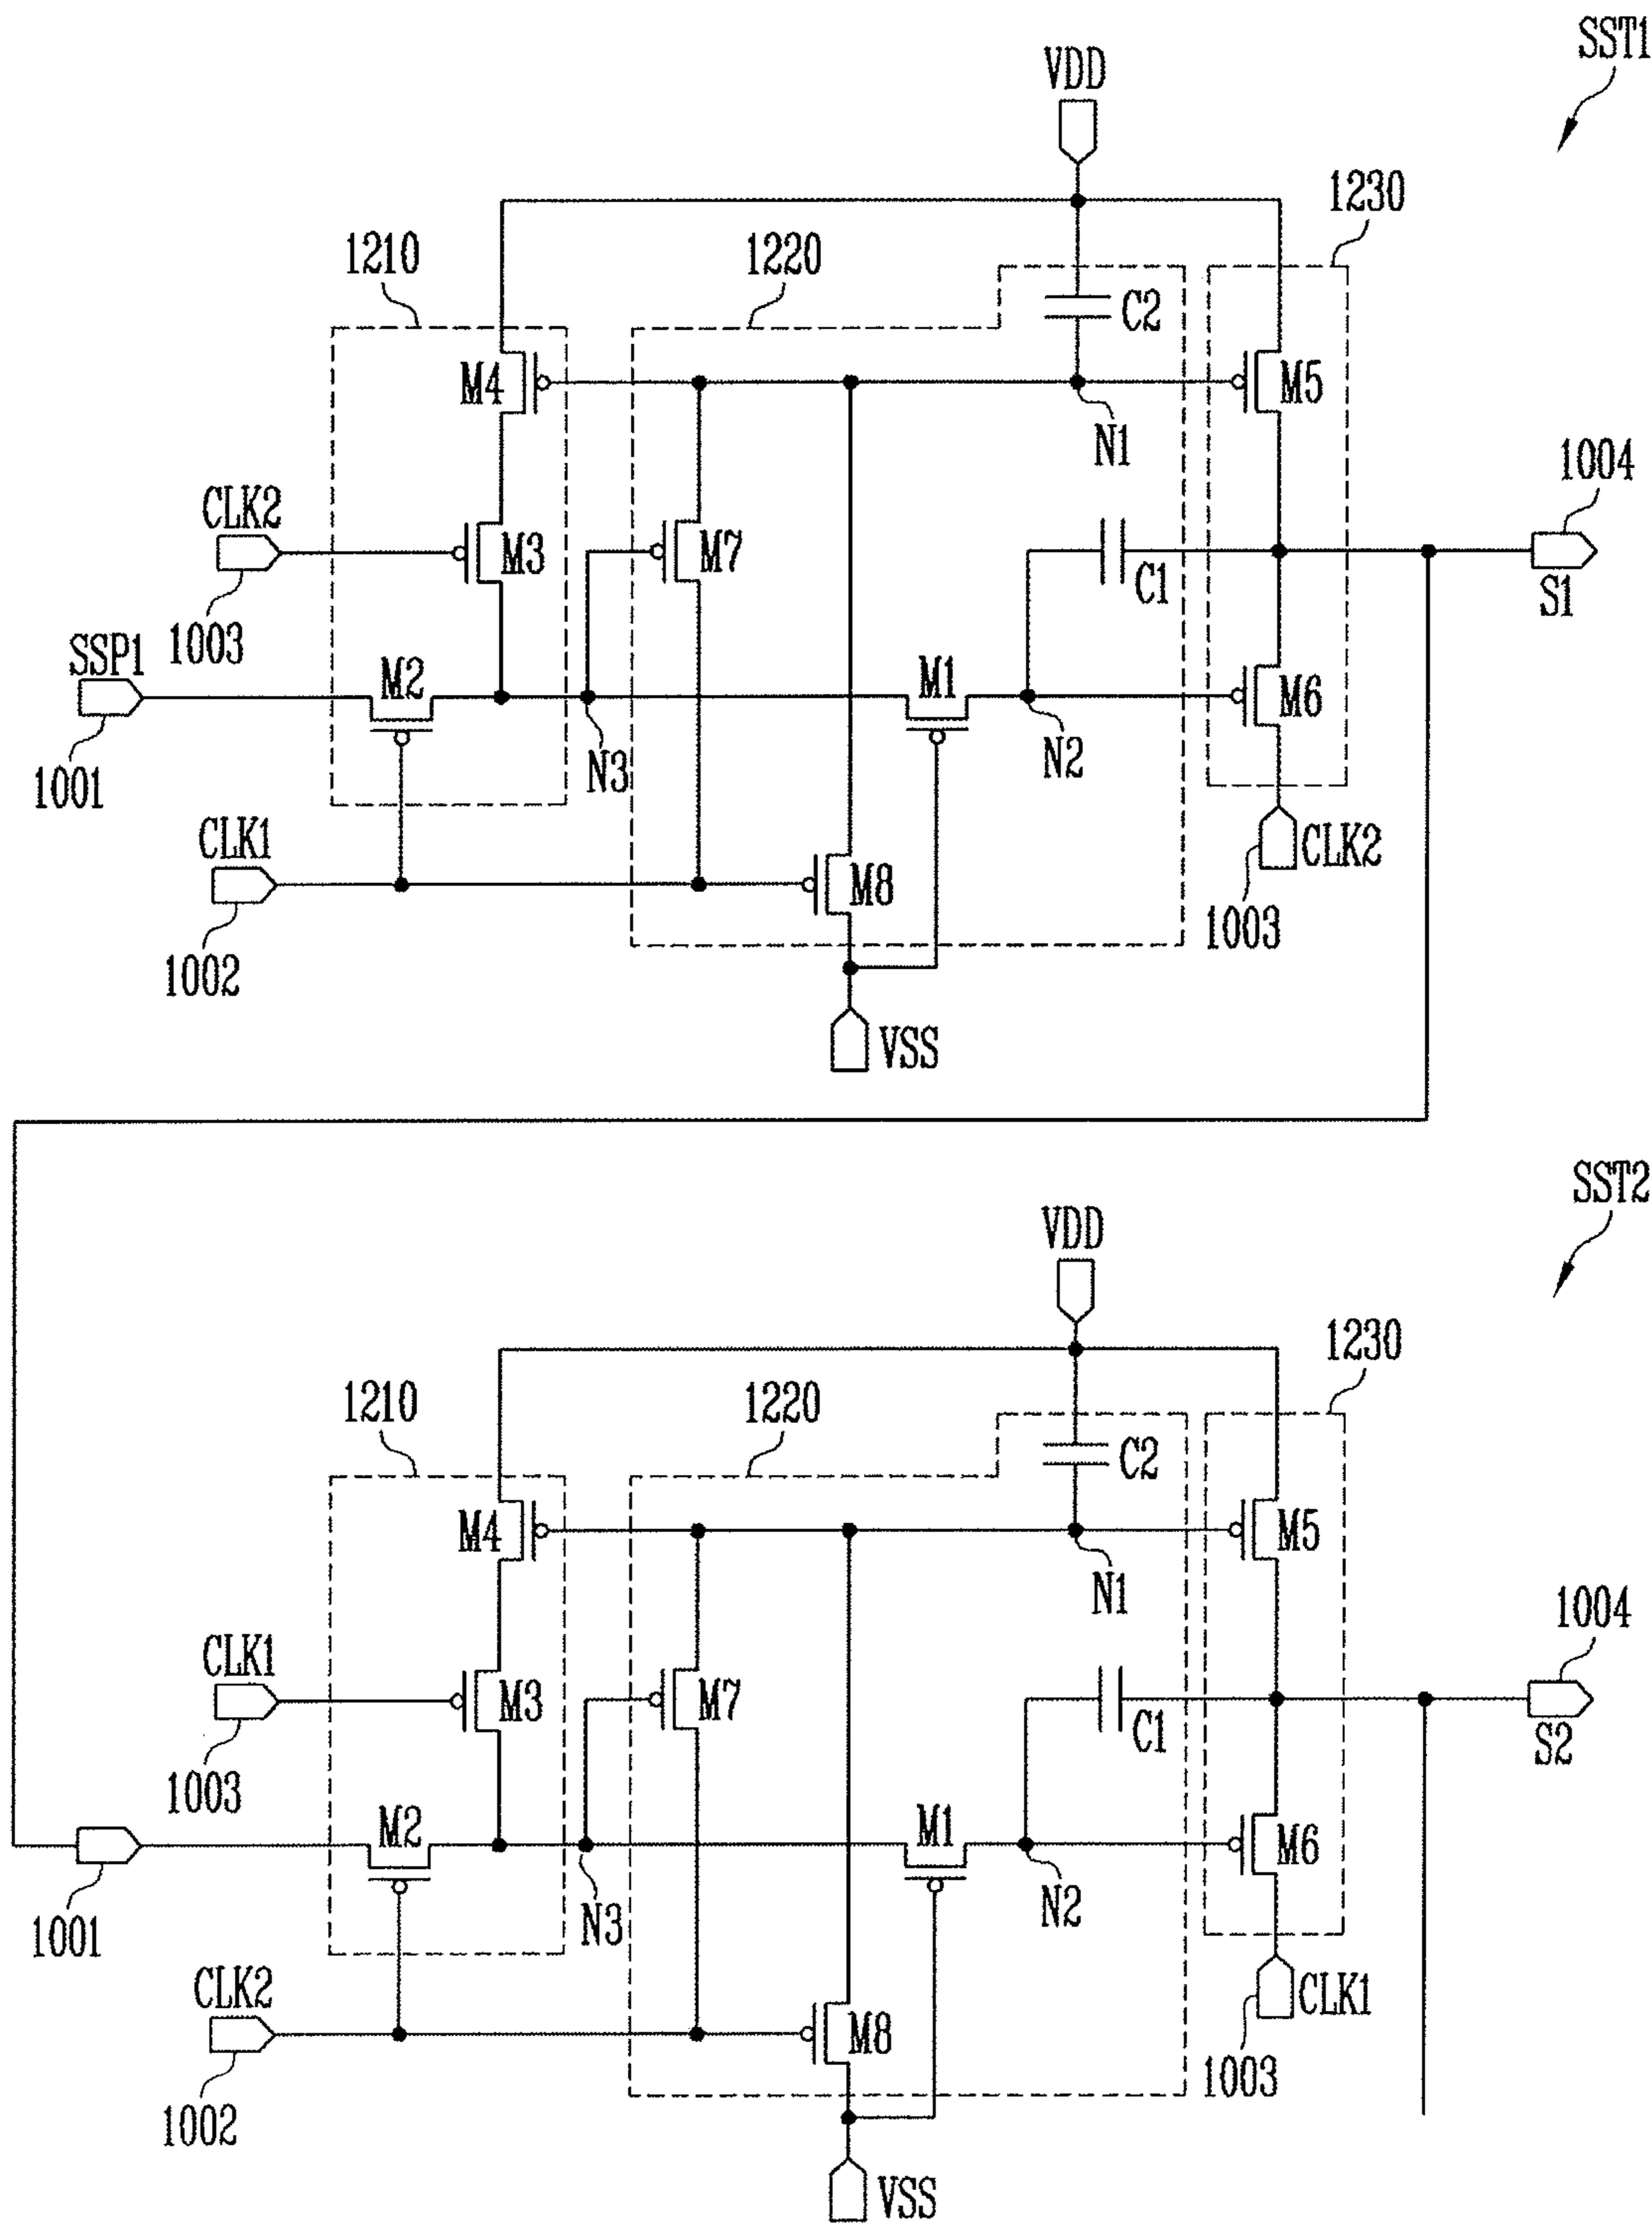 SST1
VDD
1230
1210
1220
C2
M4
M5
N1
1004
CLK2
M3
M7
C1
S1
1003
SSP1
M2
M1
M6
N3
N2
1001
CLK1
CLK2
M8
1003
1002
VSS
SST2
VDD
1230
1210
1220
C2
M4
M5
N1
1004
CLK1
M3
M7
C1
S2
1003
M2
M1
M6
N3
N2
1001
CLK2
CLK1
M8
1003
1002
VSS